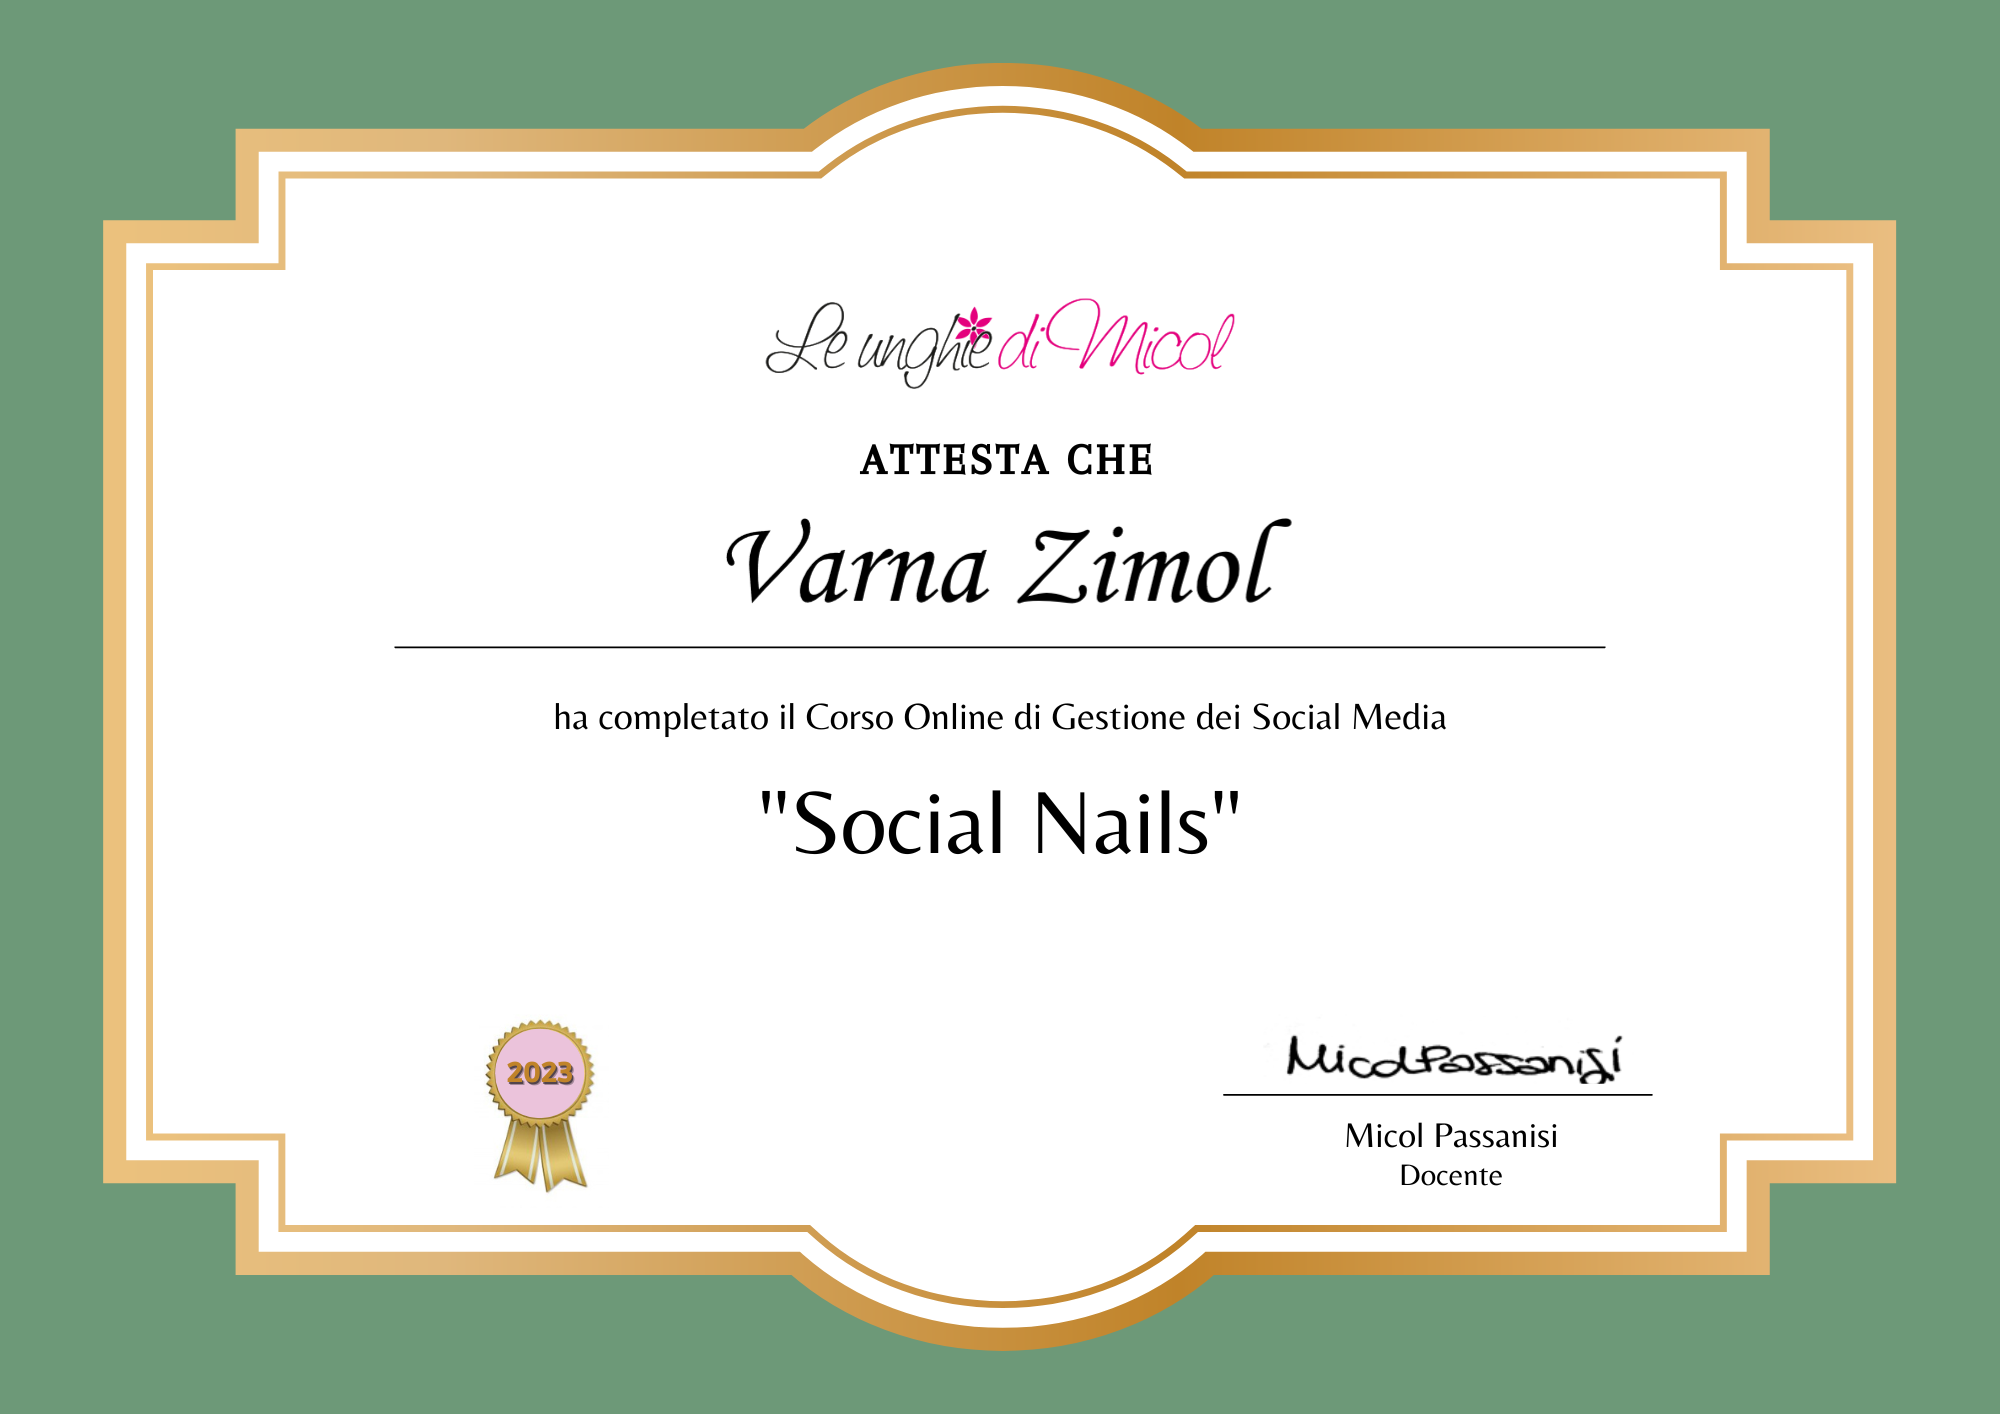 Le unghie di Micol
ATTESTA CHE
Varna Zimol
ha completato il Corso Online di Gestione dei Social Media
"Social Nails"
2023
Micol Passanisi
Micol Passanisi
Docente